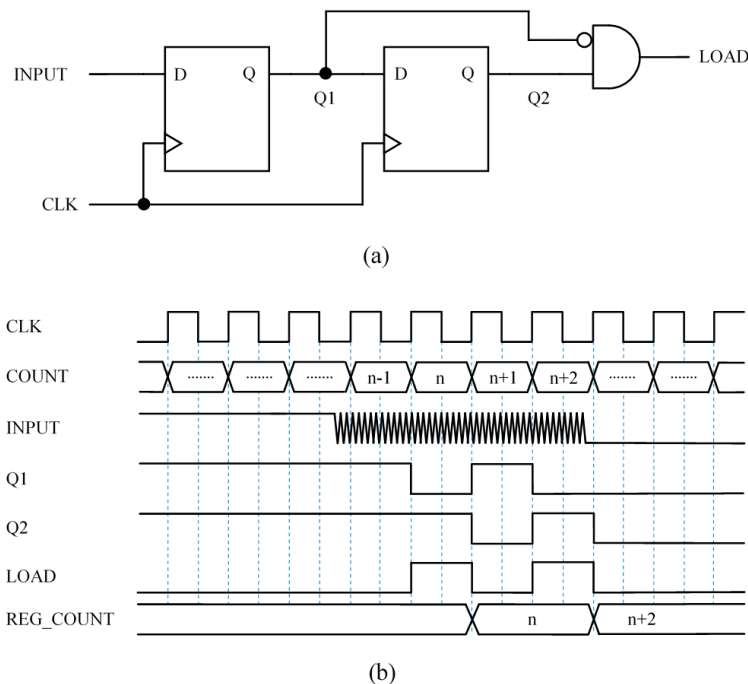 INPUT
D Q
Q1
D Q
Q2
LOAD
CLK
(a)
CLK
COUNT ....... ....... ....... n-1 n n+1 n+2 ....... .......
INPUT
Q1
Q2
LOAD
REG_COUNT n n+2
(b)